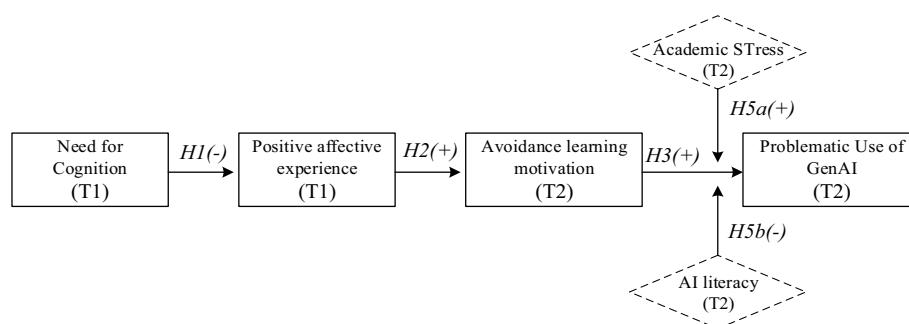 Academic STress
(T2)
H5a(+)
Need for
Cognition
(T1)
H1(-)
Positive affective
experience
(T1)
H2(+)
Avoidance learning
motivation
(T2)
H3(+)
Problematic Use of
GenAI
(T2)
H5b(-)
AI literacy
(T2)